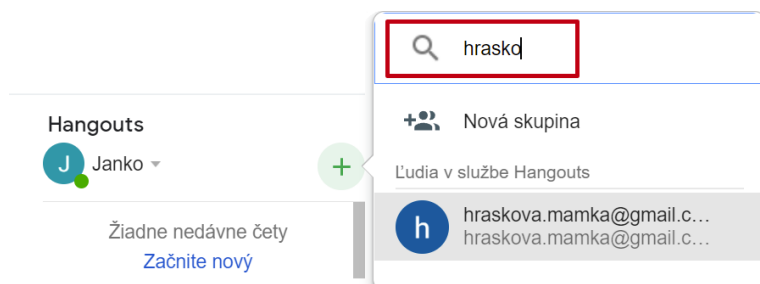 hrasko
Nová skupina
Ľudia v službe Hangouts
h
hraskova.mamka@gmail.c...
hraskova.mamka@gmail.c...
Hangouts
J
Janko
Žiadne nedávne čety
Začnite nový